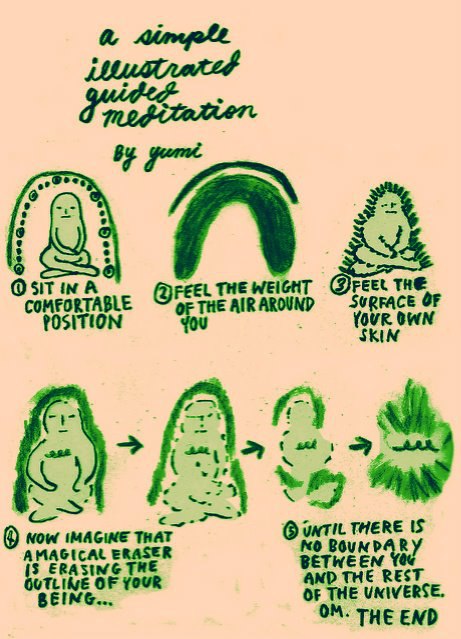 a simple
illustrated
guided
meditation
by yumi
① SIT IN A
COMFORTABLE
POSITION
② FEEL THE WEIGHT
OF THE AIR AROUND
YOU
③ FEEL THE
SURFACE OF
YOUR OWN
SKIN
④ NOW IMAGINE THAT
A MAGICAL ERASER
IS ERASING THE
OUTLINE OF YOUR
BEING...
⑤ UNTIL THERE IS
NO BOUNDARY
BETWEEN YOU
AND THE REST
OF THE UNIVERSE.
OM. THE END